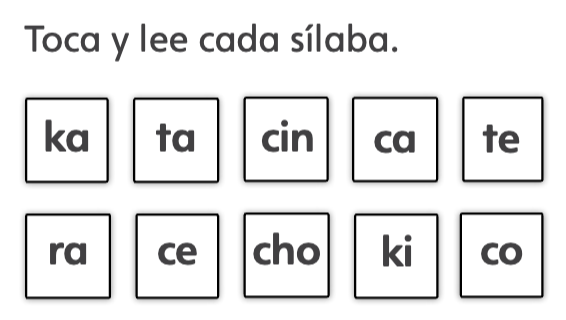 Toca y lee cada sílaba.
ka ta cin ca te
ra ce cho ki co